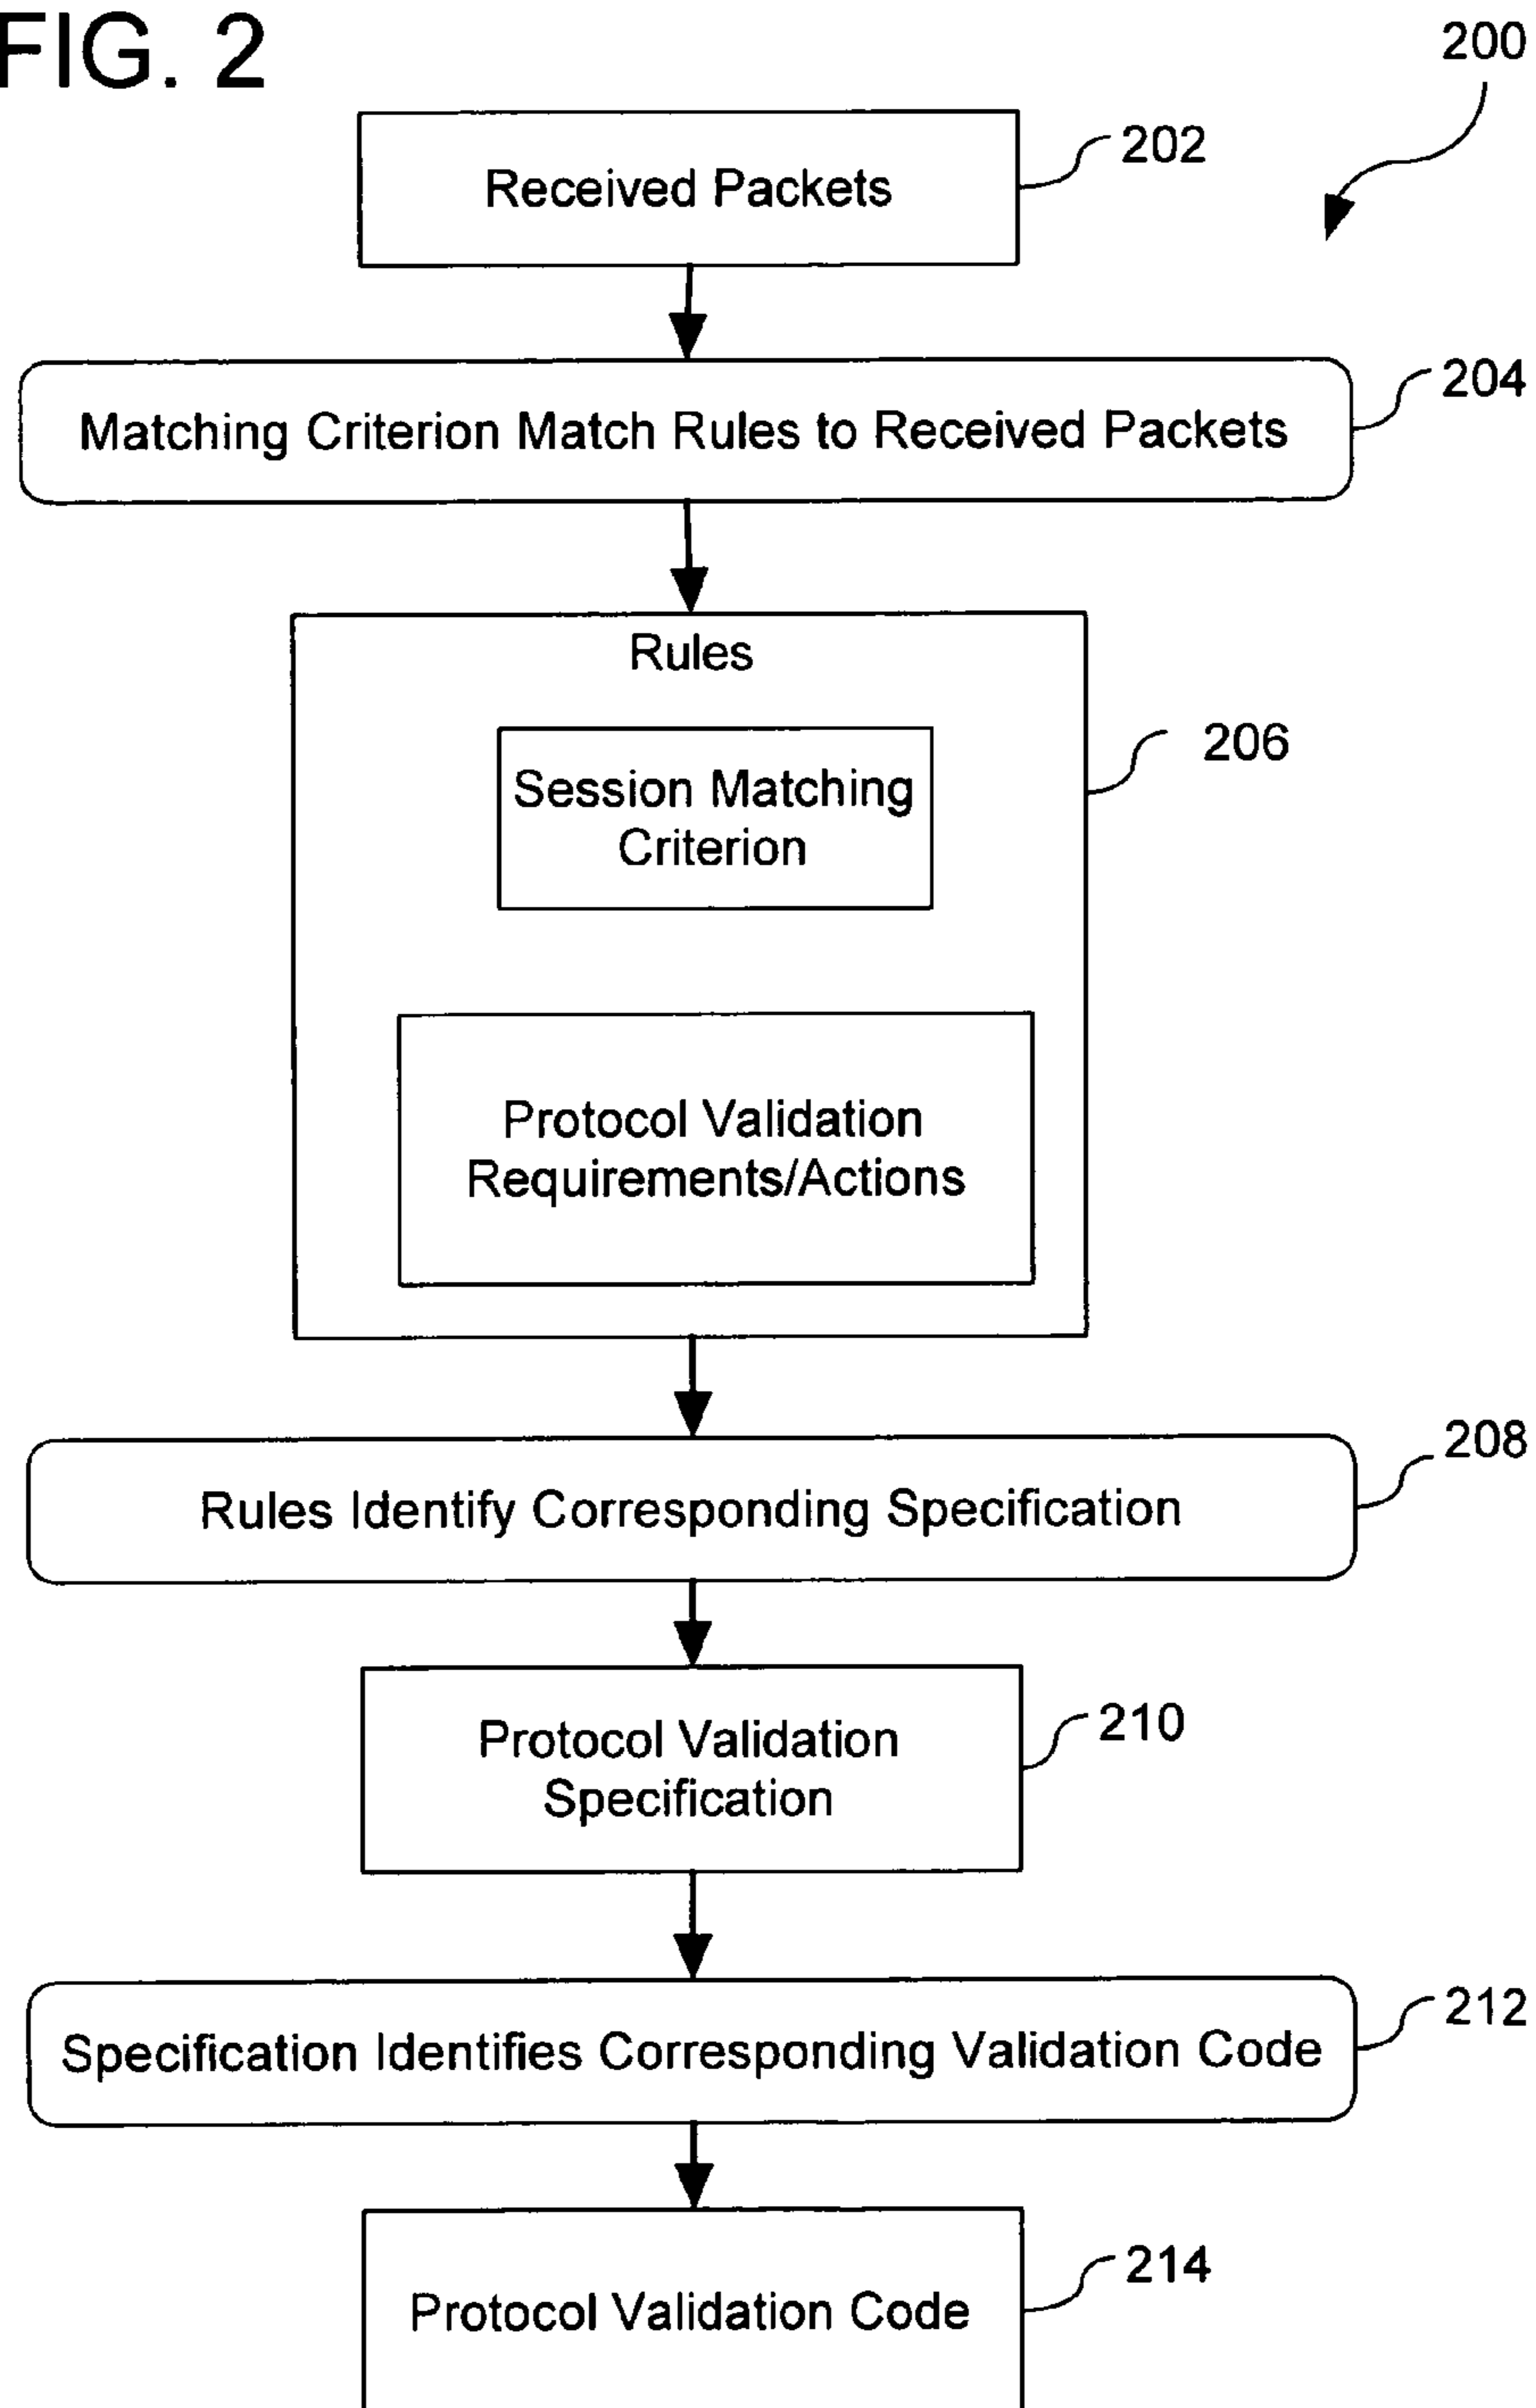 FIG. 2
200
Received Packets
202
Matching Criterion Match Rules to Received Packets
204
Rules
Session Matching
Criterion
206
Protocol Validation
Requirements/Actions
Rules Identify Corresponding Specification
208
Protocol Validation
Specification
210
Specification Identifies Corresponding Validation Code
212
Protocol Validation Code
214